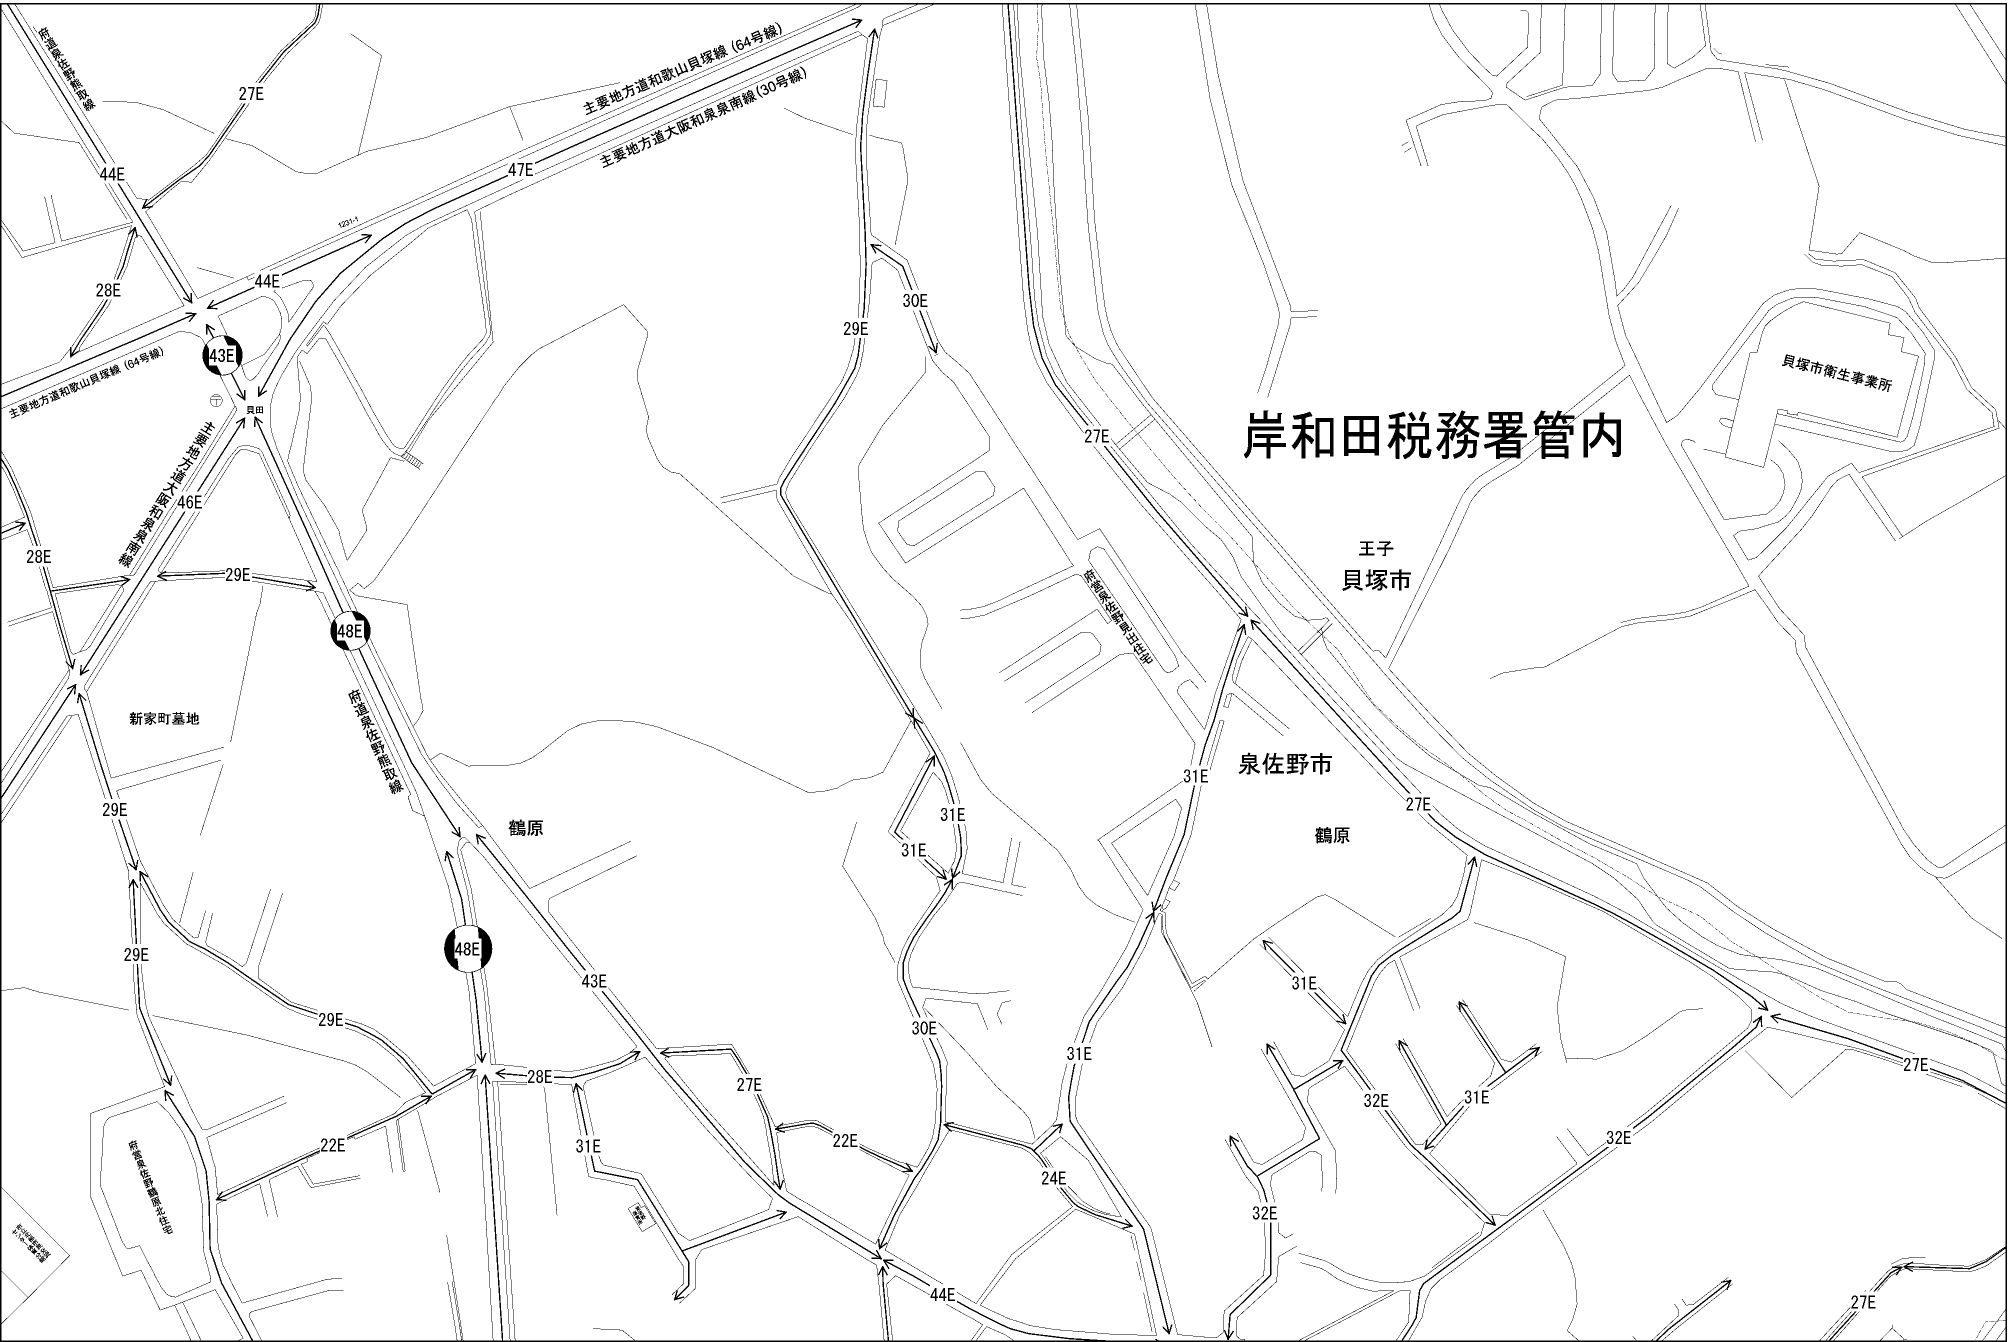 府道泉佐野熊取線
27E
主要地方道和歌山貝塚線(64号線)
主要地方道大阪和泉泉南線(30号線)
44E
47E
1231-1
44E
28E
30E
29E
43E
主要地方道和歌山貝塚線(64号線)
貝田
貝塚市衛生事業所
27E
岸和田税務署管内
主要地方道大阪和泉泉南線
46E
28E
29E
王子
貝塚市
府営泉佐野見出住宅
48E
新家町墓地
府道泉佐野熊取線
泉佐野市
31E
29E
27E
31E
鶴原
鶴原
31E
29E
48E
43E
31E
29E
30E
31E
28E
27E
27E
31E
32E
22E
31E
22E
32E
24E
府営泉佐野鶴原北住宅
32E
44E
27E